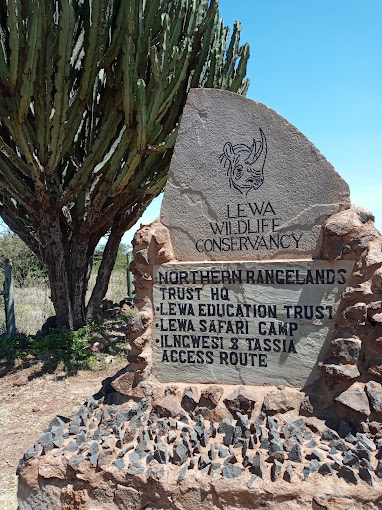 LEWA
WILDLIFE
CONSERVANCY
NORTHERN RANGELANDS
TRUST HQ
• LEWA EDUCATION TRUST
• LEWA SAFARI CAMP
• ILNGWESI & TASSIA
ACCESS ROUTE